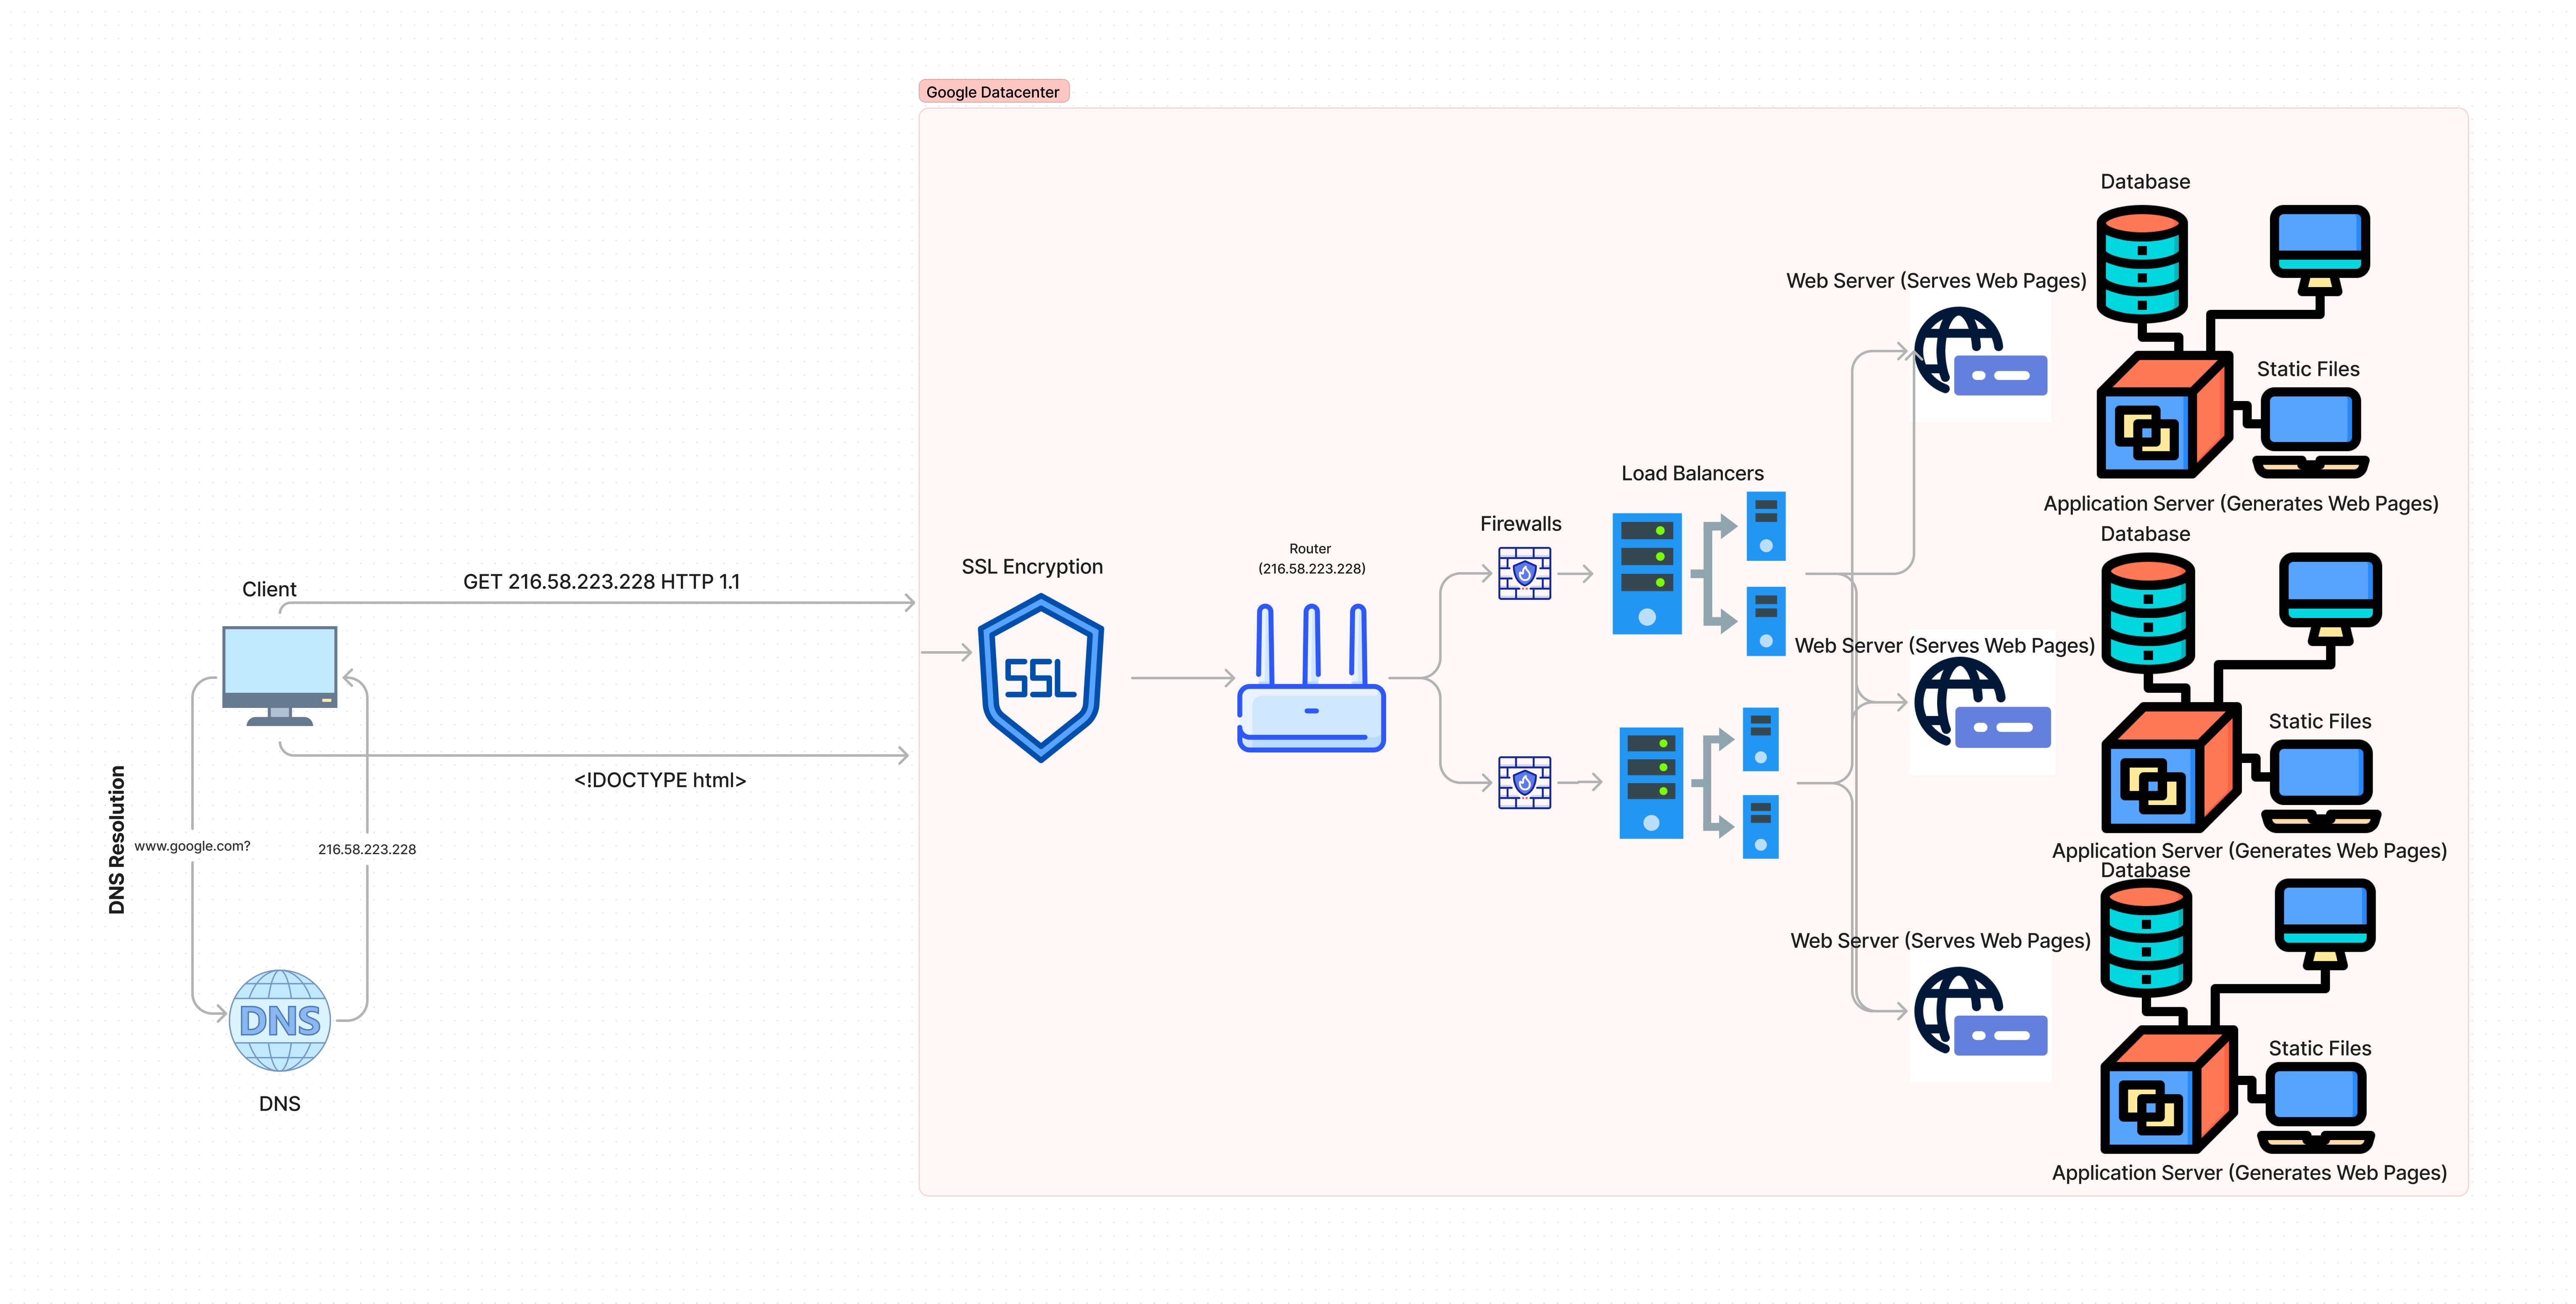 Google Datacenter
Client
GET 216.58.223.228 HTTP 1.1
<!DOCTYPE html>
DNS Resolution
www.google.com?
216.58.223.228
DNS
DNS
SSL Encryption
SSL
Router
(216.58.223.228)
Firewalls
Load Balancers
Web Server (Serves Web Pages)
Database
Static Files
Application Server (Generates Web Pages)
Web Server (Serves Web Pages)
Database
Static Files
Application Server (Generates Web Pages)
Web Server (Serves Web Pages)
Database
Static Files
Application Server (Generates Web Pages)